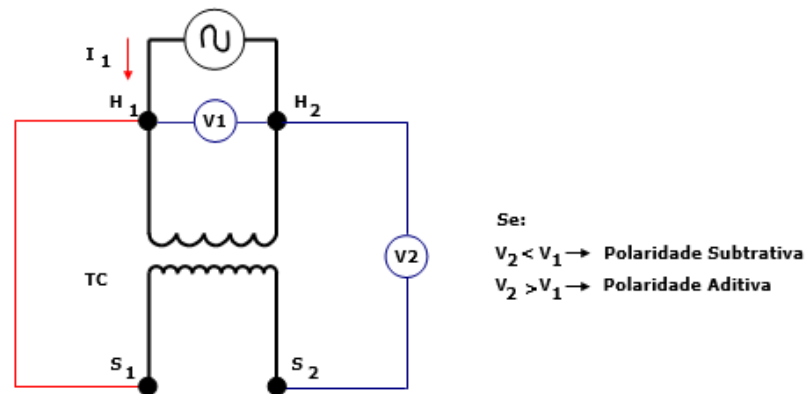 I 1
H 1
V1
H 2
Se:
V2 < V1 → Polaridade Subtrativa
V2 > V1 → Polaridade Aditiva
V2
TC
S 1
S 2